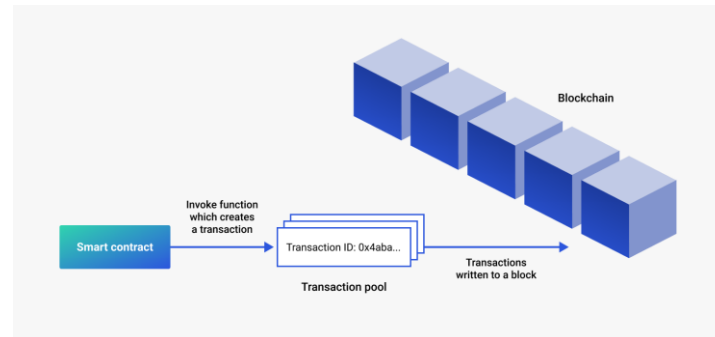 Blockchain
Invoke function
which creates
a transaction
Smart contract
Transaction ID: 0x4aba...
Transactions
written to a block
Transaction pool